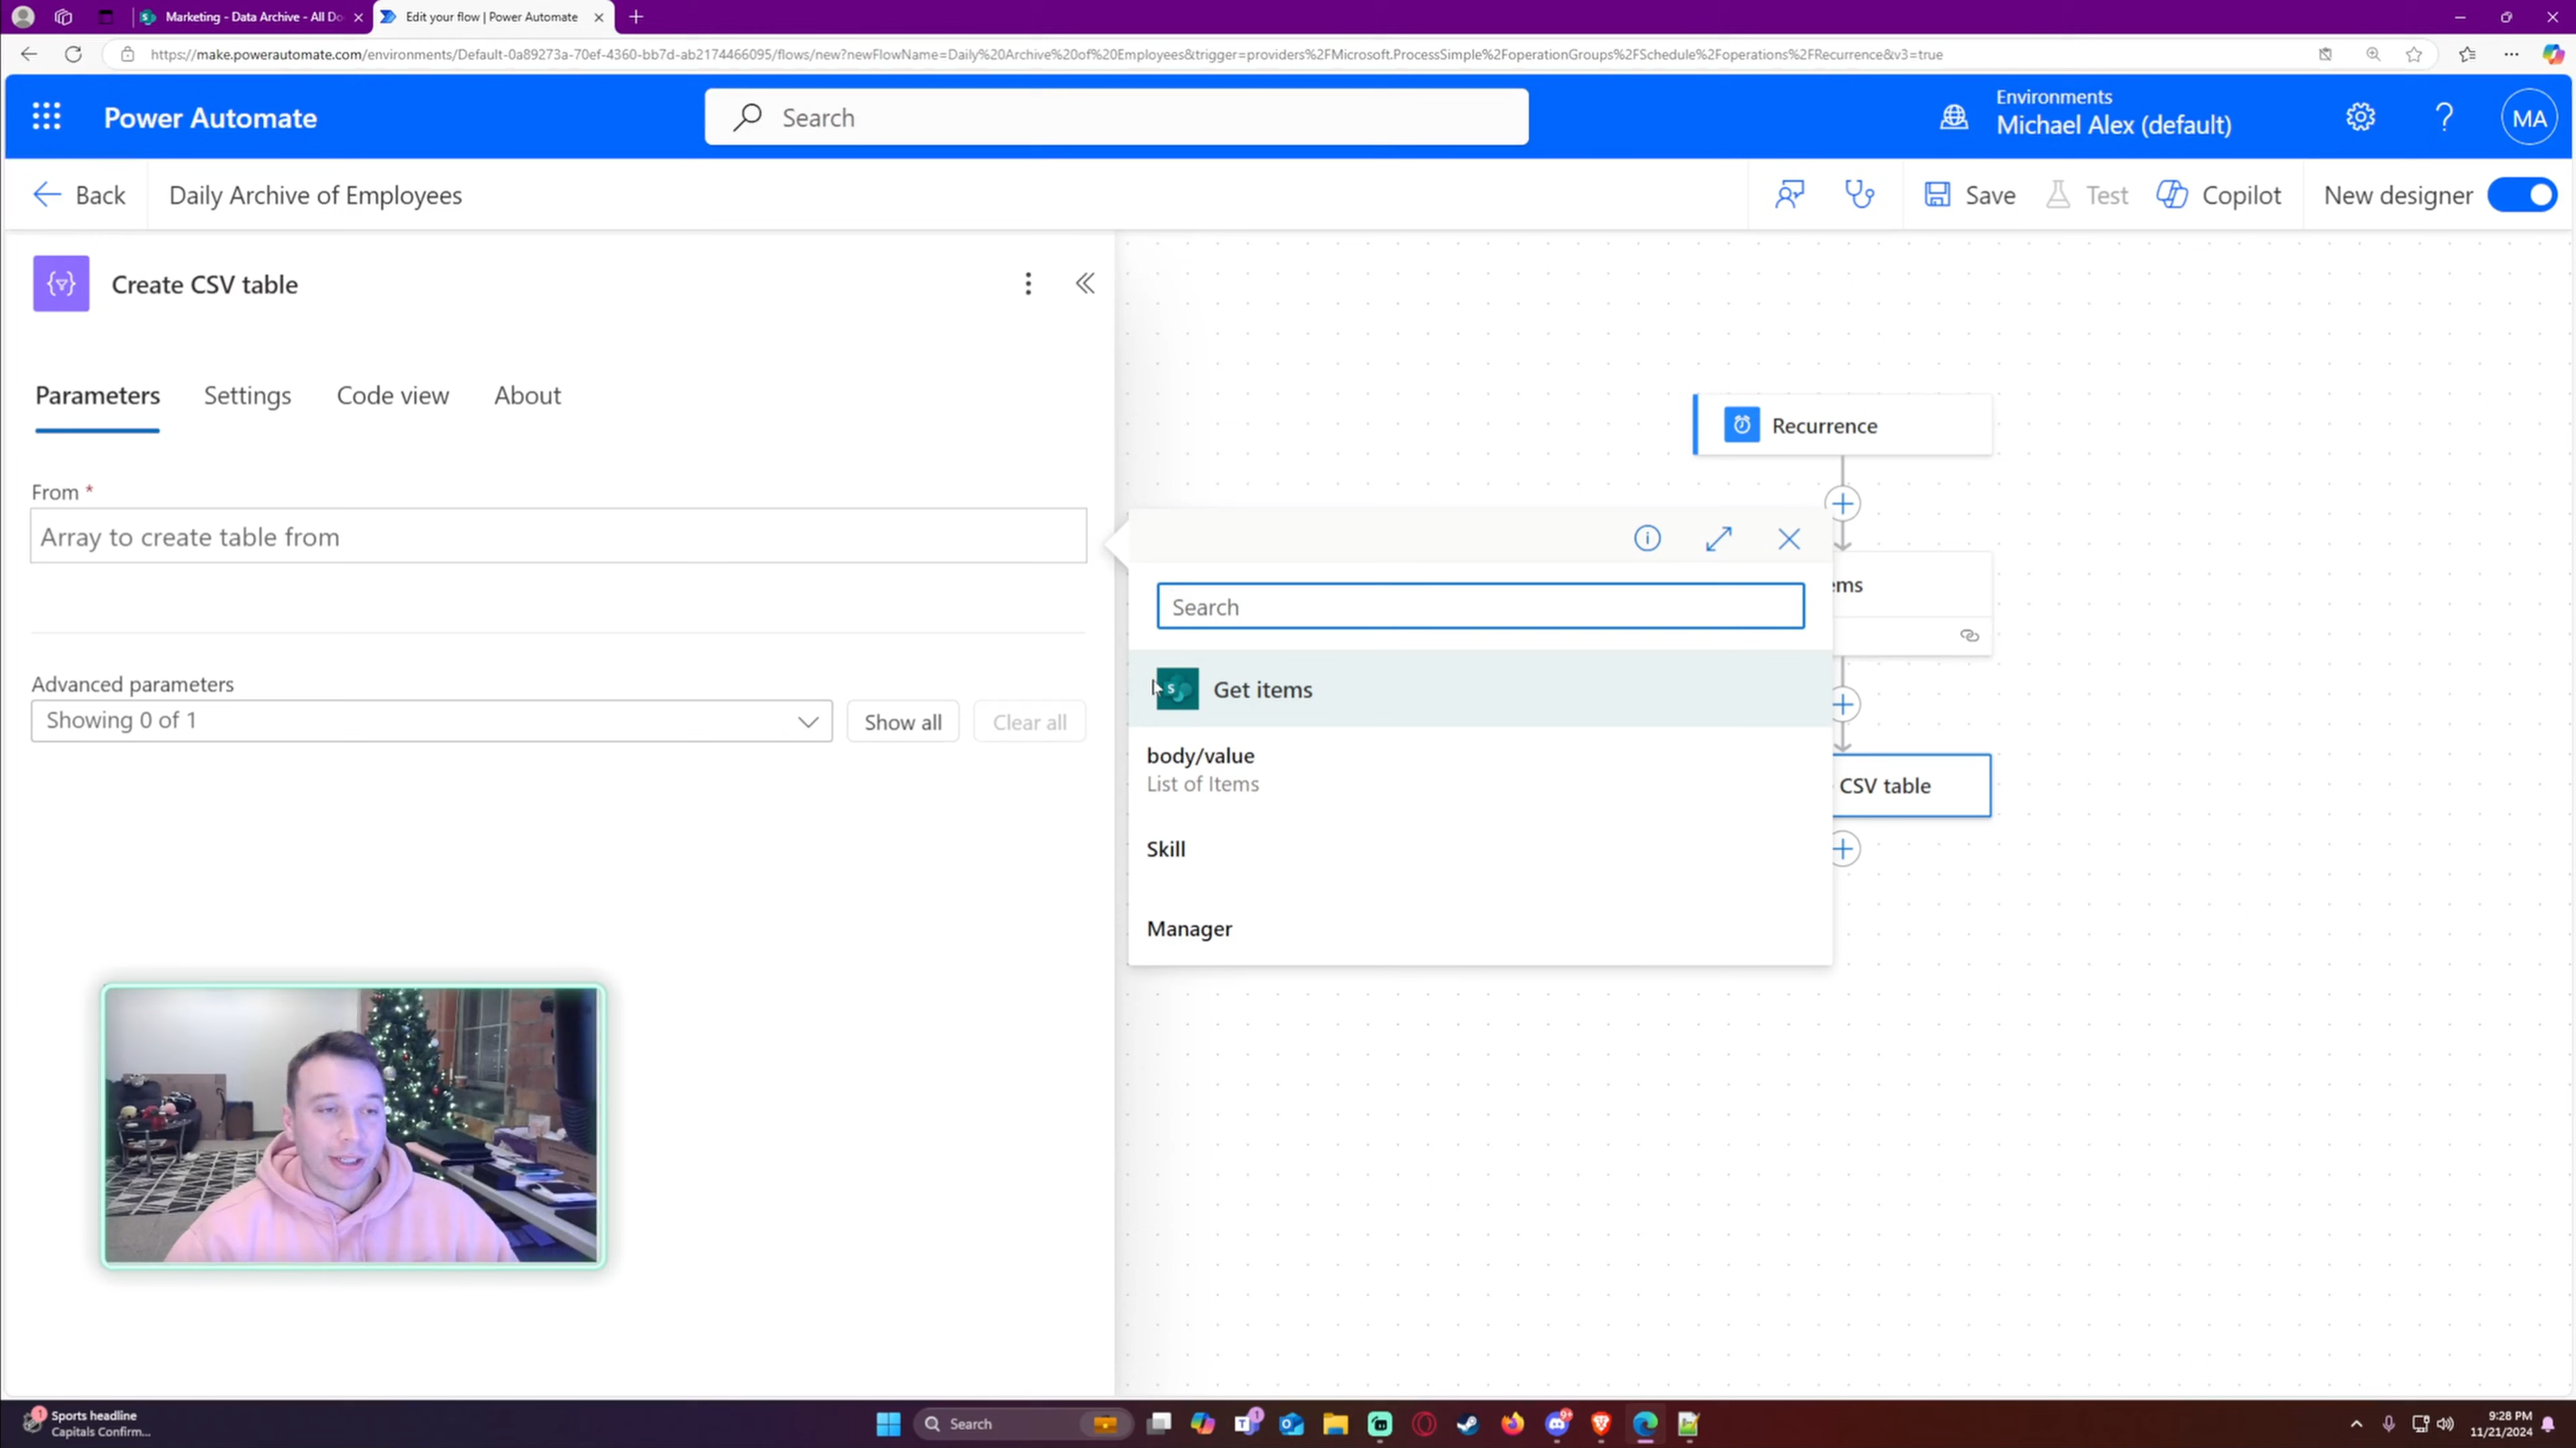 Marketing - Data Archive - All Do
Edit your flow | Power Automate
https://make.powerautomate.com/environments/Default-0a89273a-70ef-4360-bb7d-ab2174466095/flows/new?newFlowName=Daily%20Archive%20of%20Employees&trigger=providers%2FMicrosoft.ProcessSimple%2FoperationGroups%2FSchedule%2Foperations%2FRecurrence&v3=true
Power Automate
Search
Environments
Michael Alex (default)
?
MA
Back
Daily Archive of Employees
Save
Test
Copilot
New designer
Create CSV table
Parameters
Settings
Code view
About
From *
Array to create table from
Advanced parameters
Showing 0 of 1
Show all
Clear all
Recurrence
ems
CSV table
Search
S
Get items
body/value
List of Items
Skill
Manager
1
Sports headline
Capitals Confirm...
Search
1
9:28 PM
11/21/2024